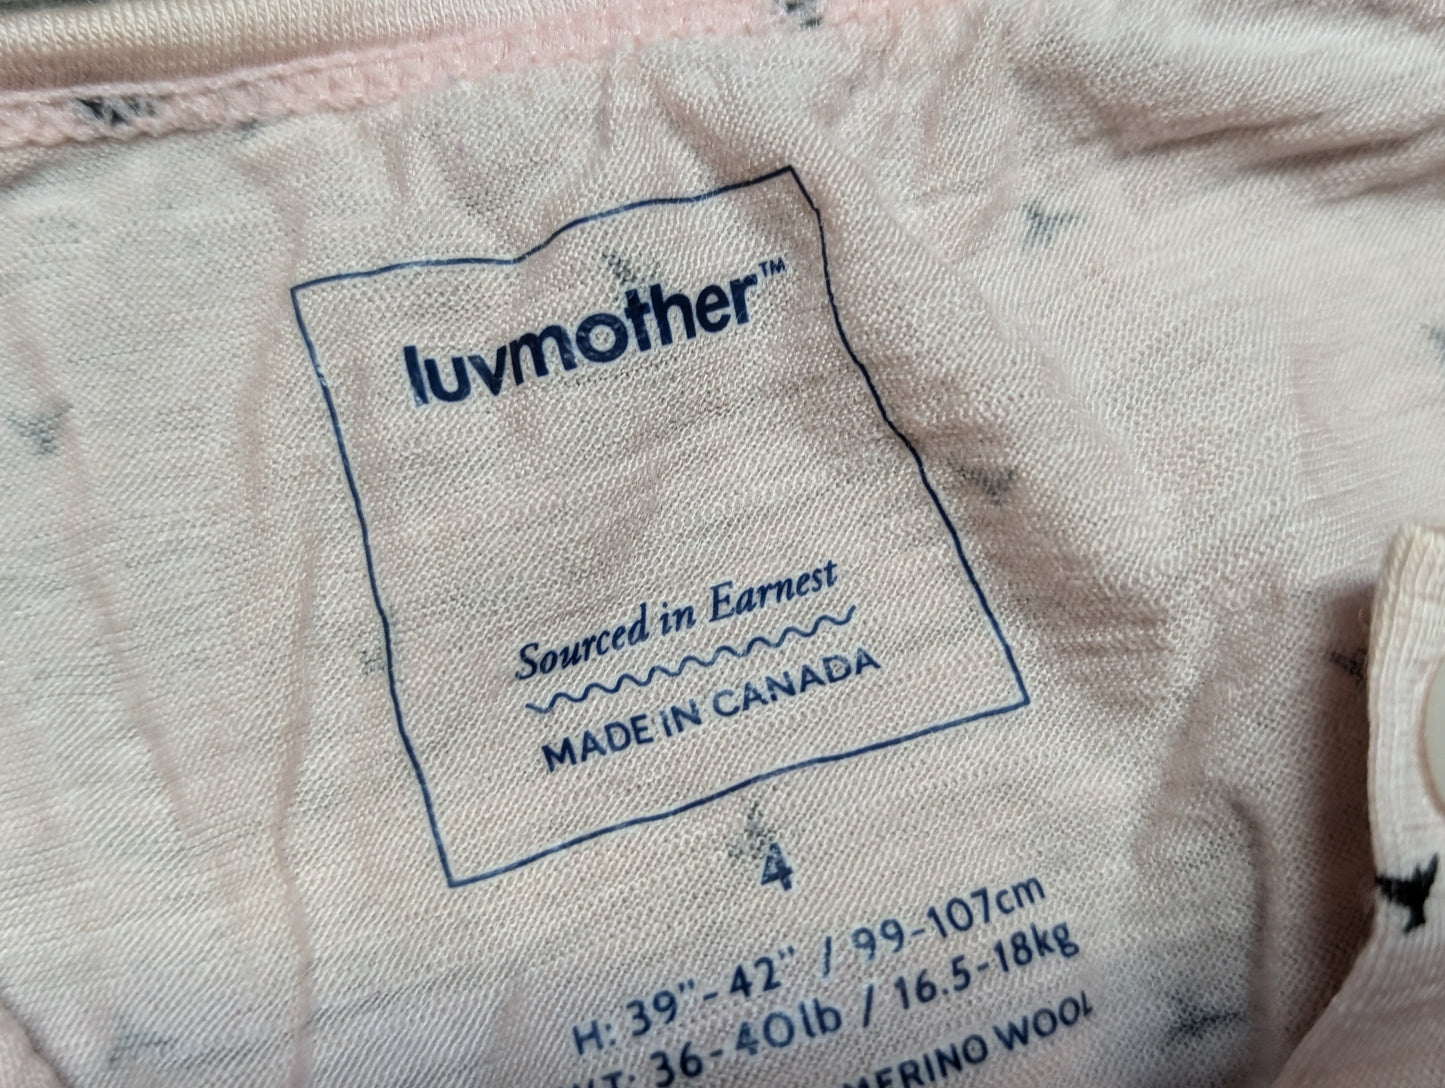 luvmother™
Sourced in Earnest
MADE IN CANADA
4
H: 39"-42" / 99-107cm
36-40lb / 16.5-18kg
MERINO WOOL